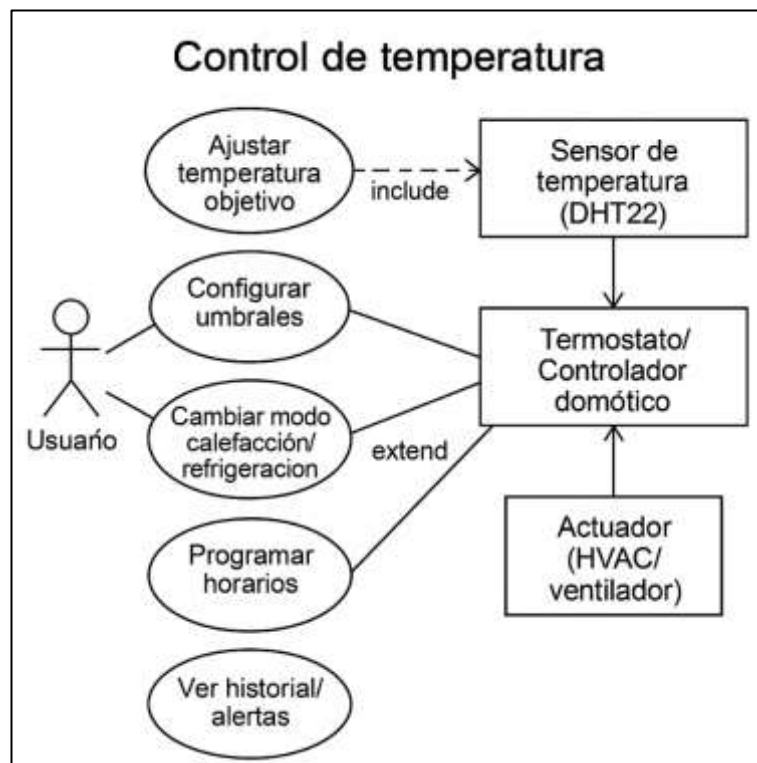 Control de temperatura
Ajustar
temperatura
objetivo
include
Sensor de
temperatura
(DHT22)
Configurar
umbrales
Termostato/
Controlador
domótico
Usuańo
Cambiar modo
calefacción/
refrigeracion
extend
Programar
horarios
Actuador
(HVAC/
ventilador)
Ver historial/
alertas